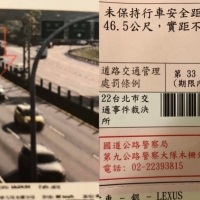 未保持行車安全距
46.5公尺，實距不
道路交通管理
處罰條例
第 33
(期限內
22台北市交
通事件裁決
所
國道公路警察局
第九公路警察大隊木柵
電話：02-22393815
車 - 銀 - LEXUS